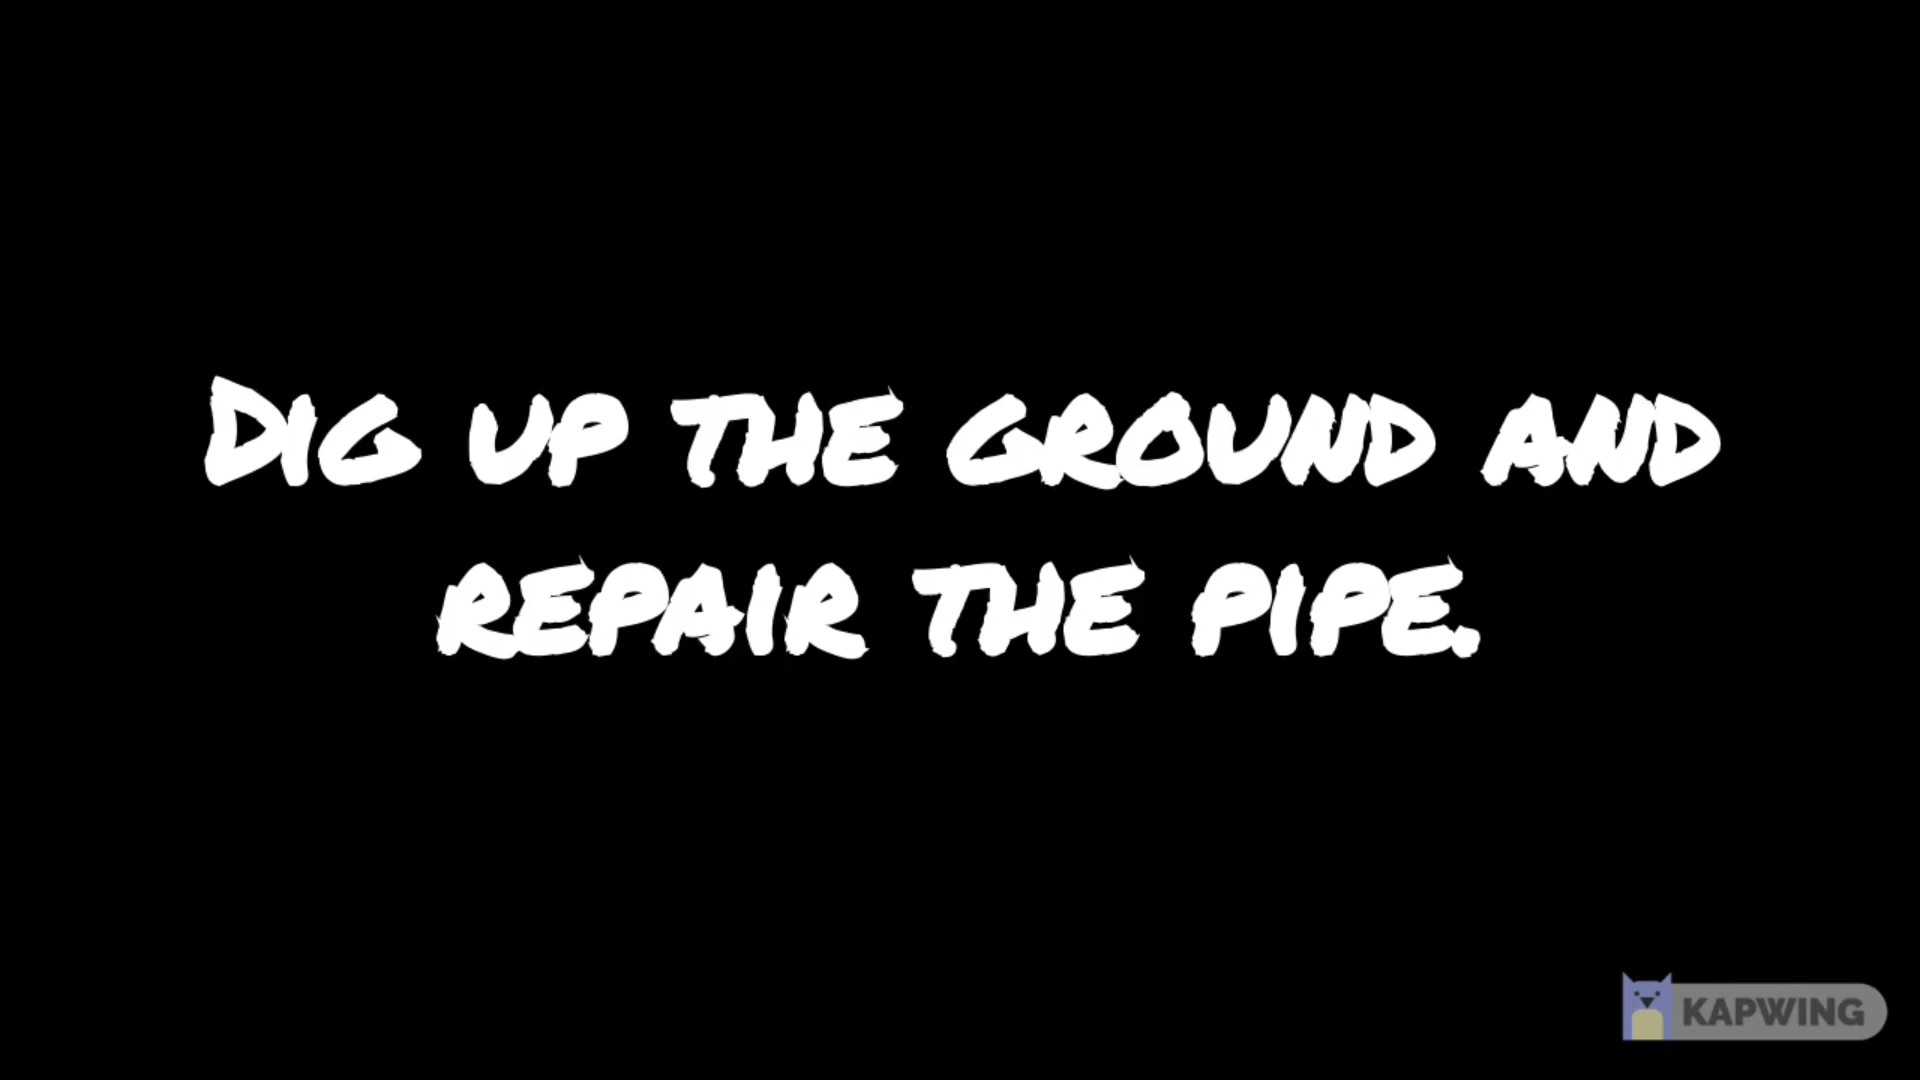 Dig up the ground and
repair the pipe.
KAPWING